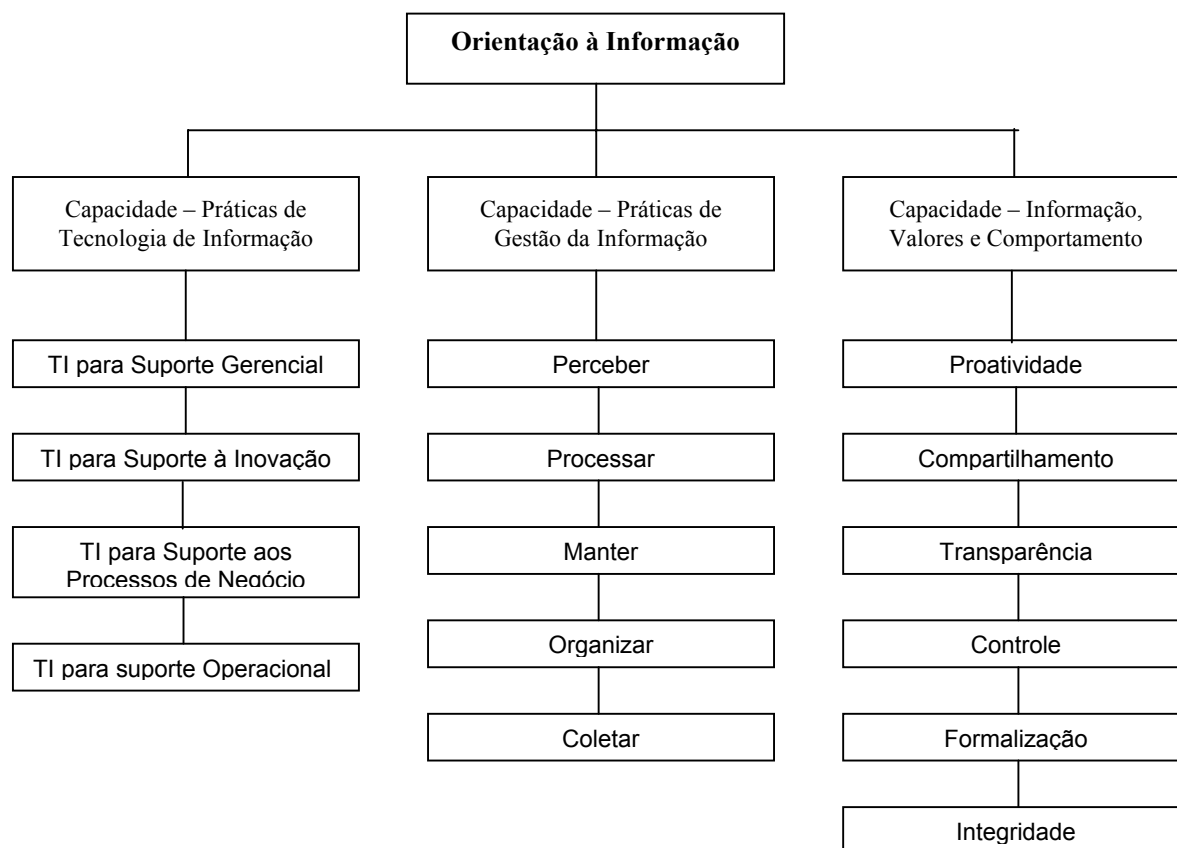 Orientação à Informação
Capacidade – Práticas de
Tecnologia de Informação
Capacidade – Práticas de
Gestão da Informação
Capacidade – Informação,
Valores e Comportamento
TI para Suporte Gerencial
TI para Suporte à Inovação
TI para Suporte aos
Processos de Negócio
TI para suporte Operacional
Perceber
Processar
Manter
Organizar
Coletar
Proatividade
Compartilhamento
Transparência
Controle
Formalização
Integridade